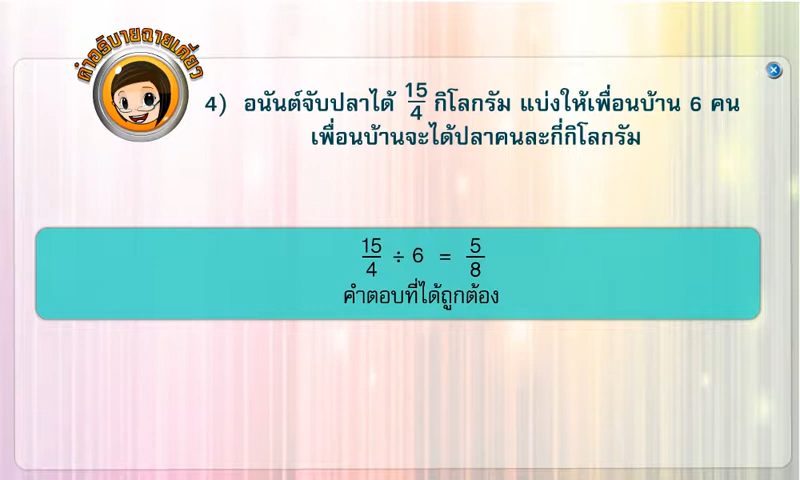 คำอธิบายฉายเดี่ยว
4) อนันต์จับปลาได้ 15/4 กิโลกรัม แบ่งให้เพื่อนบ้าน 6 คน
เพื่อนบ้านจะได้ปลาคนละกี่กิโลกรัม
15/4 ÷ 6 = 5/8
คำตอบที่ได้ถูกต้อง